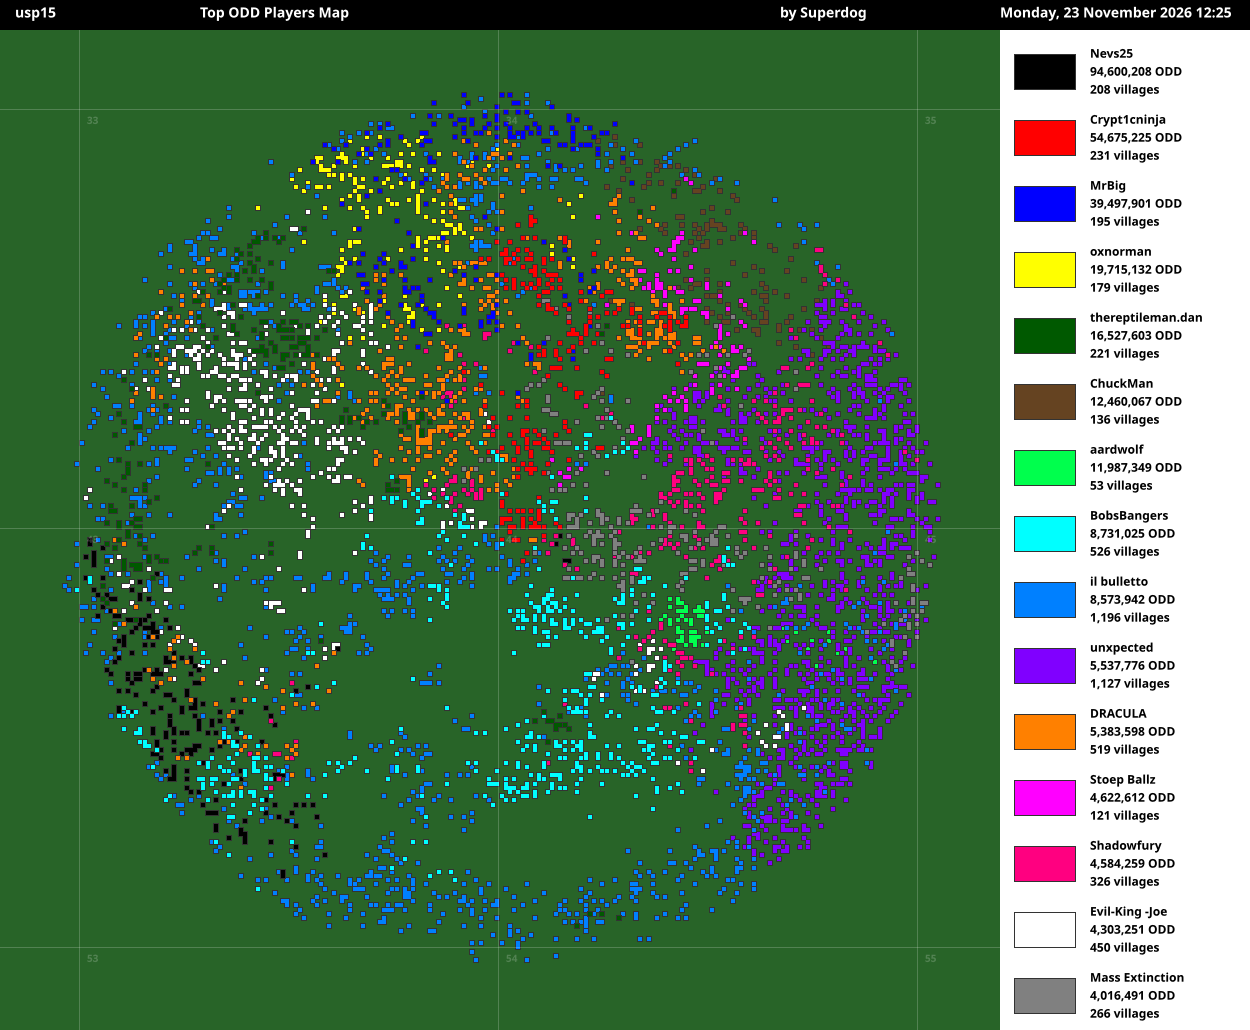 usp15 Top ODD Players Map by Superdog Monday, 23 November 2026 12:25
Nevs25
94,600,208 ODD
208 villages
Crypt1cninja
54,675,225 ODD
231 villages
MrBig
39,497,901 ODD
195 villages
oxnorman
19,715,132 ODD
179 villages
thereptileman.dan
16,527,603 ODD
221 villages
ChuckMan
12,460,067 ODD
136 villages
aardwolf
11,987,349 ODD
53 villages
BobsBangers
8,731,025 ODD
526 villages
il bulletto
8,573,942 ODD
1,196 villages
unxpected
5,537,776 ODD
1,127 villages
DRACULA
5,383,598 ODD
519 villages
Stoep Ballz
4,622,612 ODD
121 villages
Shadowfury
4,584,259 ODD
326 villages
Evil-King -Joe
4,303,251 ODD
450 villages
Mass Extinction
4,016,491 ODD
266 villages
33 34 35
44 45
53 54 55